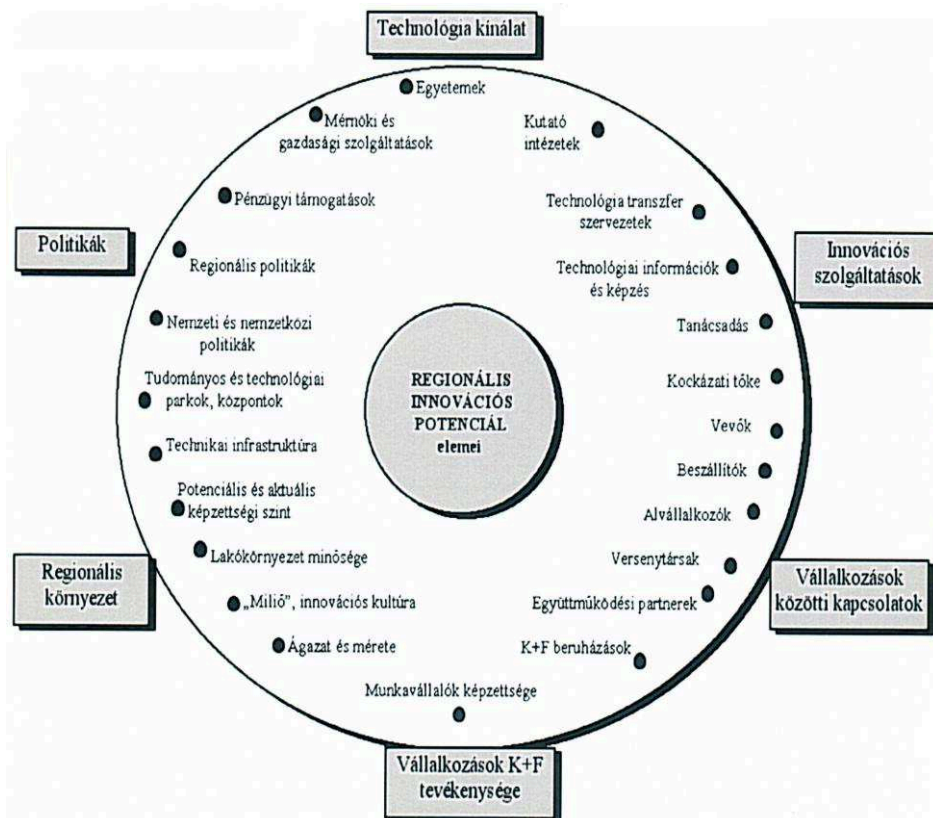 Technológia kínálat
Egyetemek
Mérnöki és
gazdasági szolgáltatások
Kutató
intézetek
Pénzügyi támogatások
Technológia transzfer
szervezetek
Politikák
Regionális politikák
Technológiai információk
és képzés
Innovációs
szolgáltatások
Nemzeti és nemzetközi
politikák
Tanácsadás
Tudományos és technológiai
parkok, központok
REGIONÁLIS
INNOVÁCIÓS
POTENCIÁL
elemei
Kockázati tőke
Vevők
Technikai infrastruktúra
Beszállítók
Potenciális és aktuális
képzettségi szint
Alvállalkozók
Lakókörnyezet minősége
Versenytársak
Regionális
környezet
Vállalkozások
közötti kapcsolatok
„Miliő”, innovációs kultúra
Együttműködési partnerek
Ágazat és mérete
K+F beruházások
Munkavállalók képzettsége
Vállalkozások K+F
tevékenysége